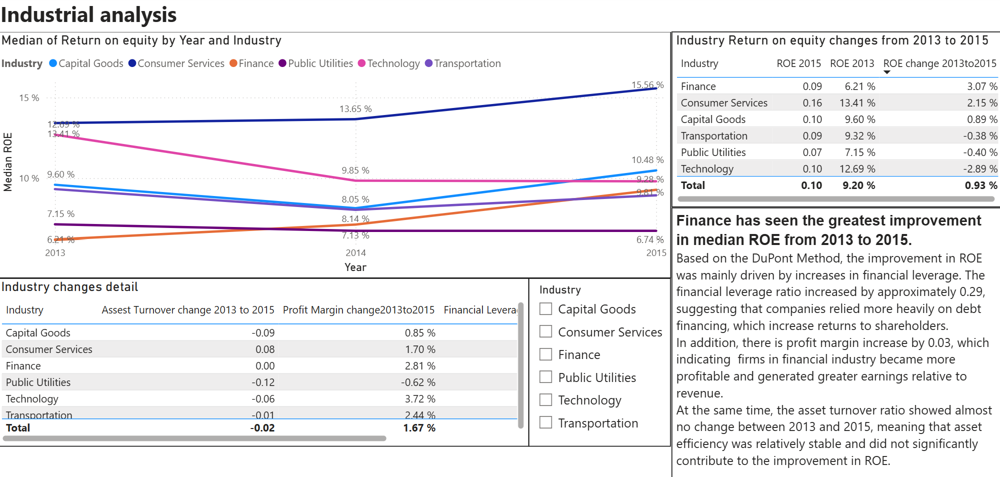 Industrial analysis
Median of Return on equity by Year and Industry
Industry Capital Goods Consumer Services Finance Public Utilities Technology Transportation
Median ROE
15 %
10 %
12.69 %
13.41 %
9.60 %
7.15 %
6.21 %
13.65 %
9.85 %
8.05 %
8.14 %
7.13 %
15.56 %
10.48 %
9.28 %
9.81 %
6.74 %
2013 2014 2015
Year
Industry Return on equity changes from 2013 to 2015
Industry ROE 2015 ROE 2013 ROE change 2013to2015
Finance 0.09 6.21 % 3.07 %
Consumer Services 0.16 13.41 % 2.15 %
Capital Goods 0.10 9.60 % 0.89 %
Transportation 0.09 9.32 % -0.38 %
Public Utilities 0.07 7.15 % -0.40 %
Technology 0.10 12.69 % -2.89 %
Total 0.10 9.20 % 0.93 %
Industry changes detail
Industry Assest Turnover change 2013 to 2015 Profit Margin change2013to2015 Financial Levera
Capital Goods -0.09 0.85 %
Consumer Services 0.08 1.70 %
Finance 0.00 2.81 %
Public Utilities -0.12 -0.62 %
Technology -0.06 3.72 %
Transportation -0.01 2.44 %
Total -0.02 1.67 %
Industry
Capital Goods
Consumer Services
Finance
Public Utilities
Technology
Transportation
Finance has seen the greatest improvement
in median ROE from 2013 to 2015.
Based on the DuPont Method, the improvement in ROE
was mainly driven by increases in financial leverage. The
financial leverage ratio increased by approximately 0.29,
suggesting that companies relied more heavily on debt
financing, which increase returns to shareholders.
In addition, there is profit margin increase by 0.03, which
indicating  firms in financial industry became more
profitable and generated greater earnings relative to
revenue.
At the same time, the asset turnover ratio showed almost
no change between 2013 and 2015, meaning that asset
efficiency was relatively stable and did not significantly
contribute to the improvement in ROE.